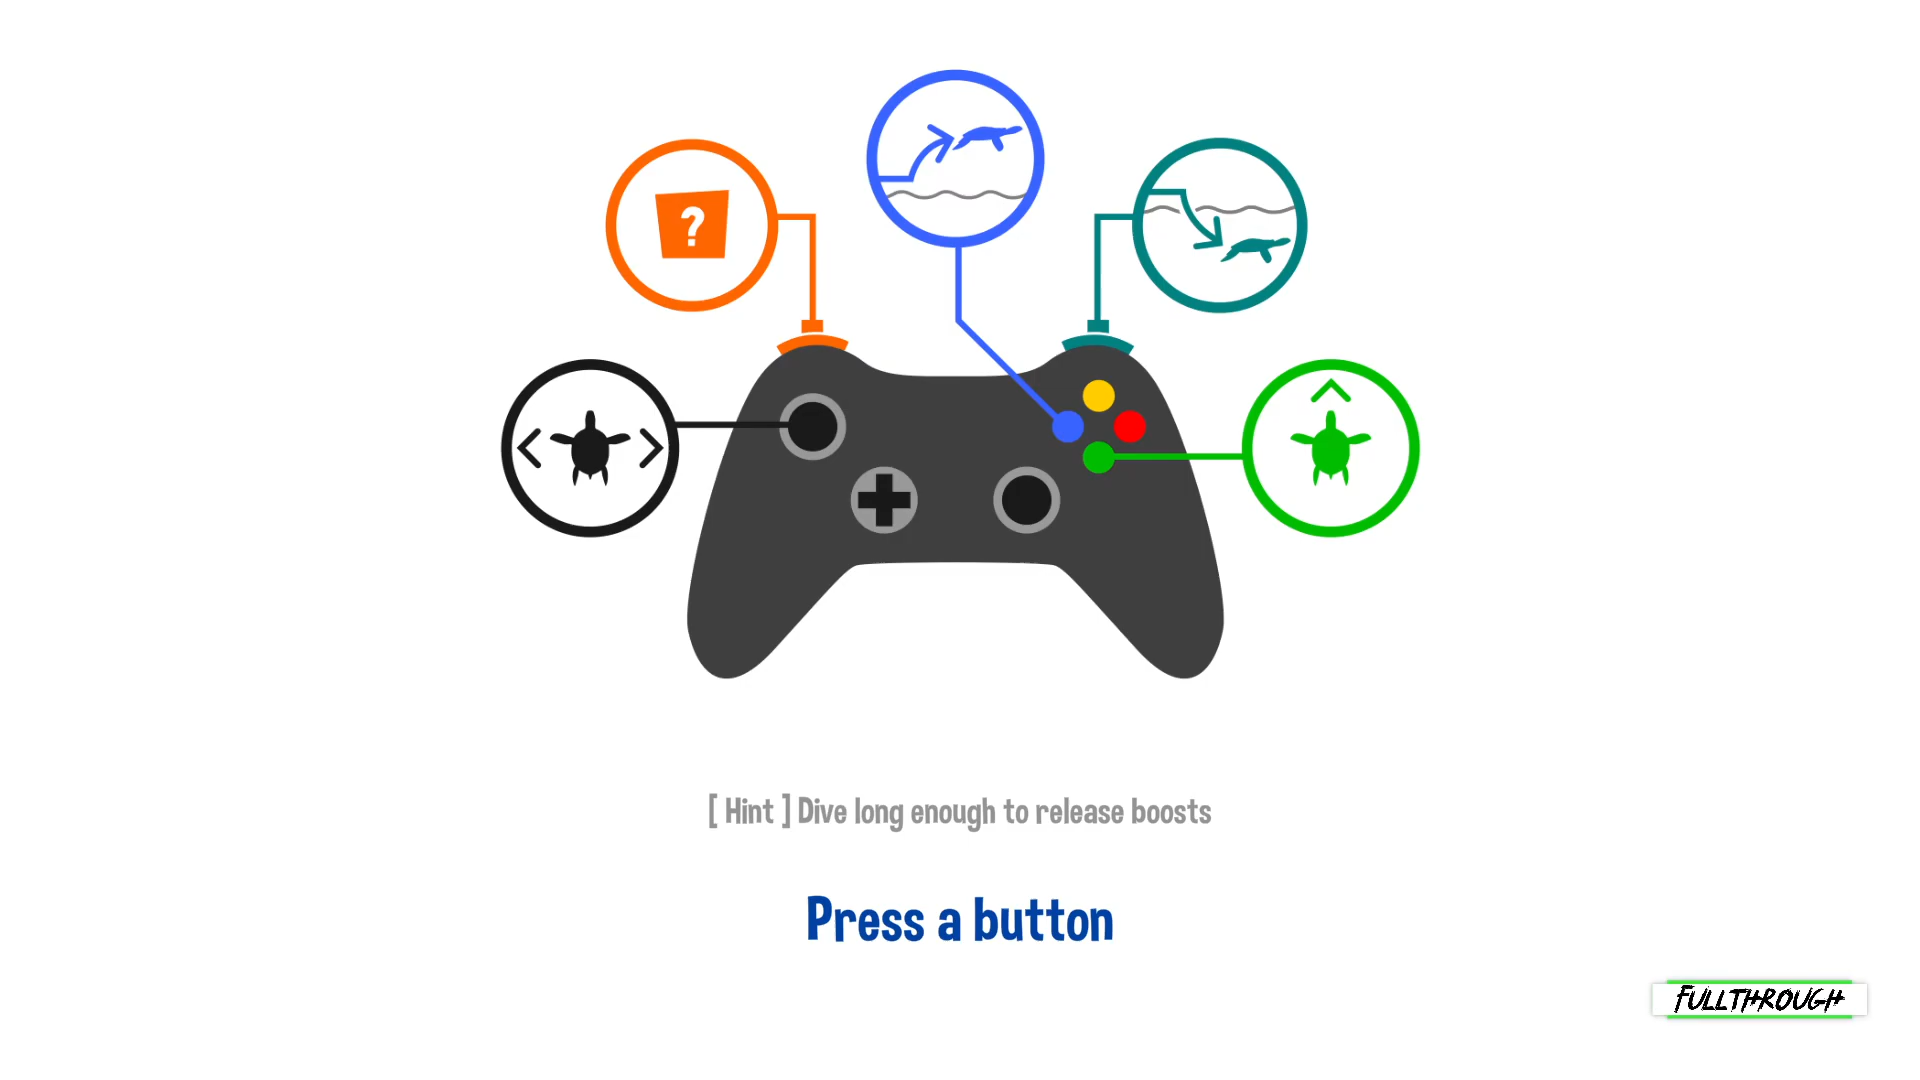 ?
[ Hint ] Dive long enough to release boosts
Press a button
FULLTHROUGH